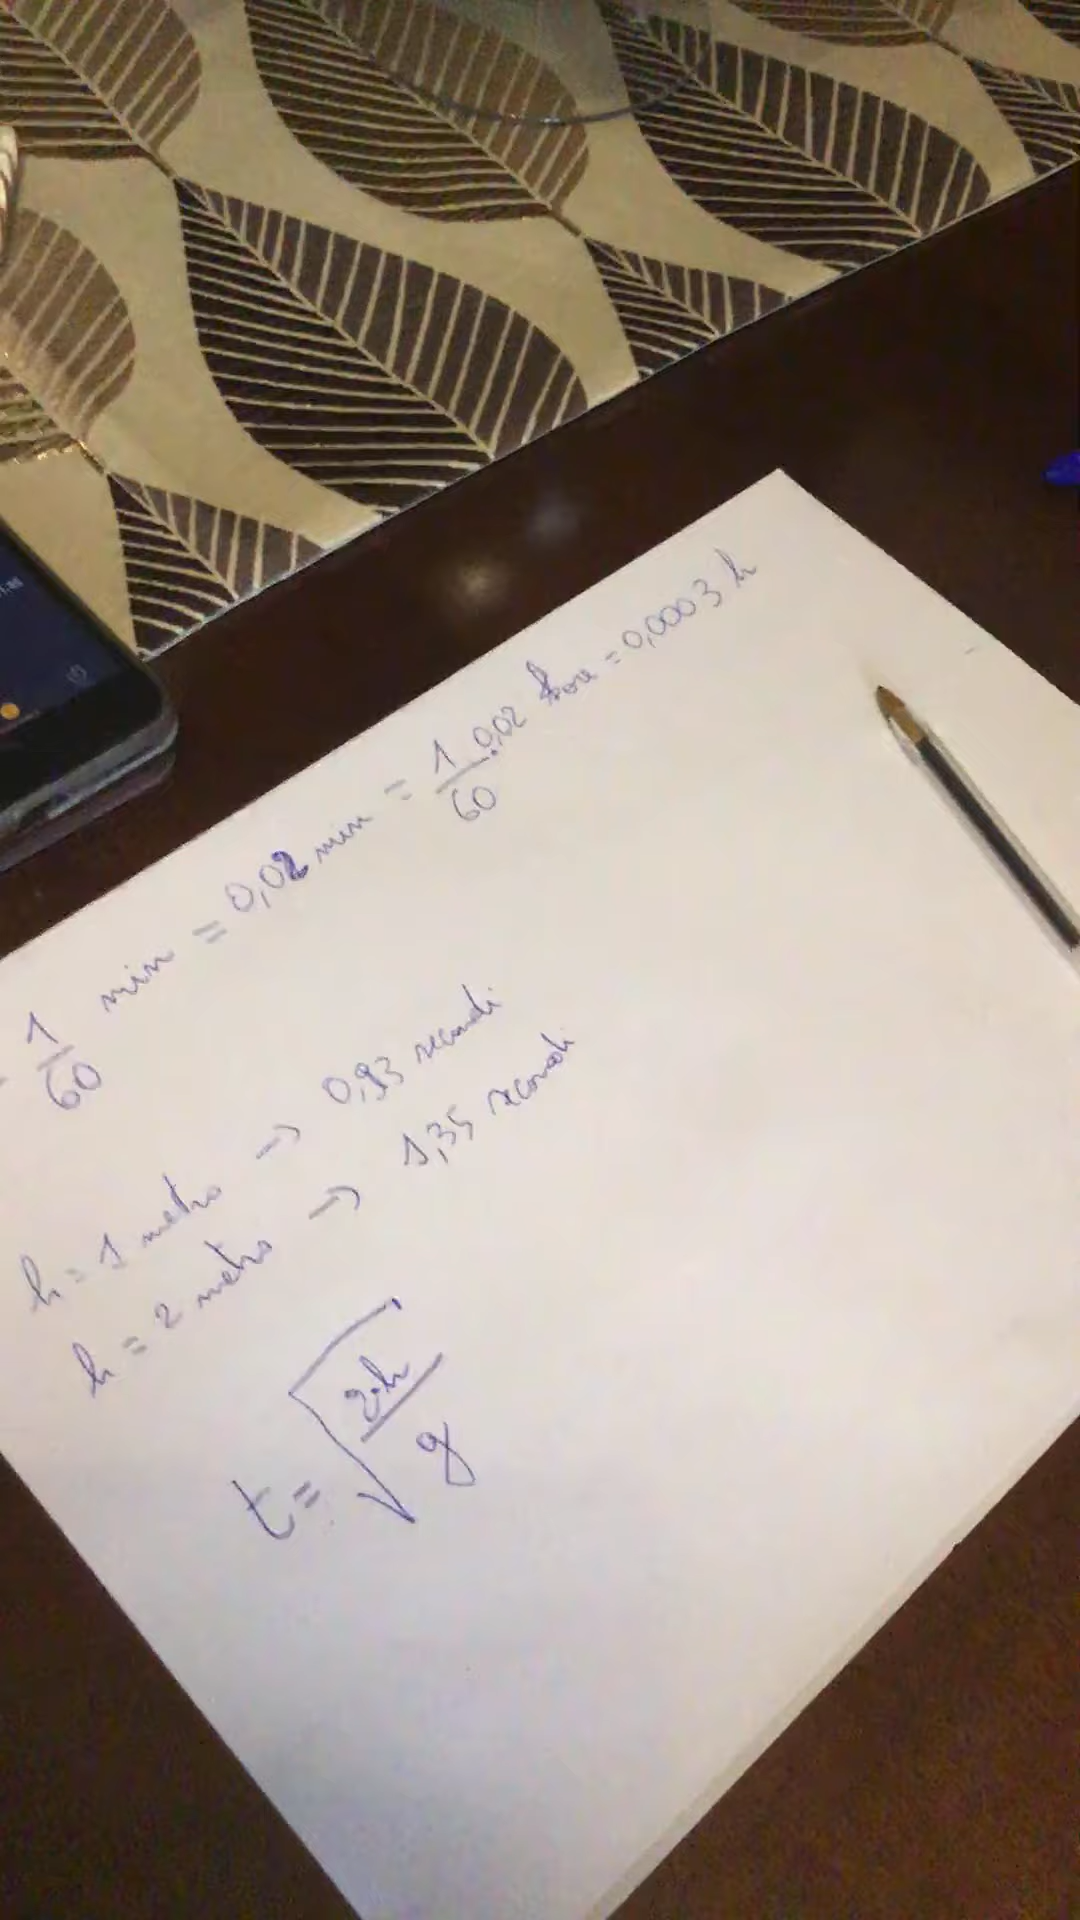 1/60 min = 0,02 min = 1/60 · 0,02 ore = 0,0003 h
h = 1 metro → 0,93 secondi
h = 2 metro → 1,35 secondi
t = √(2·h/g)